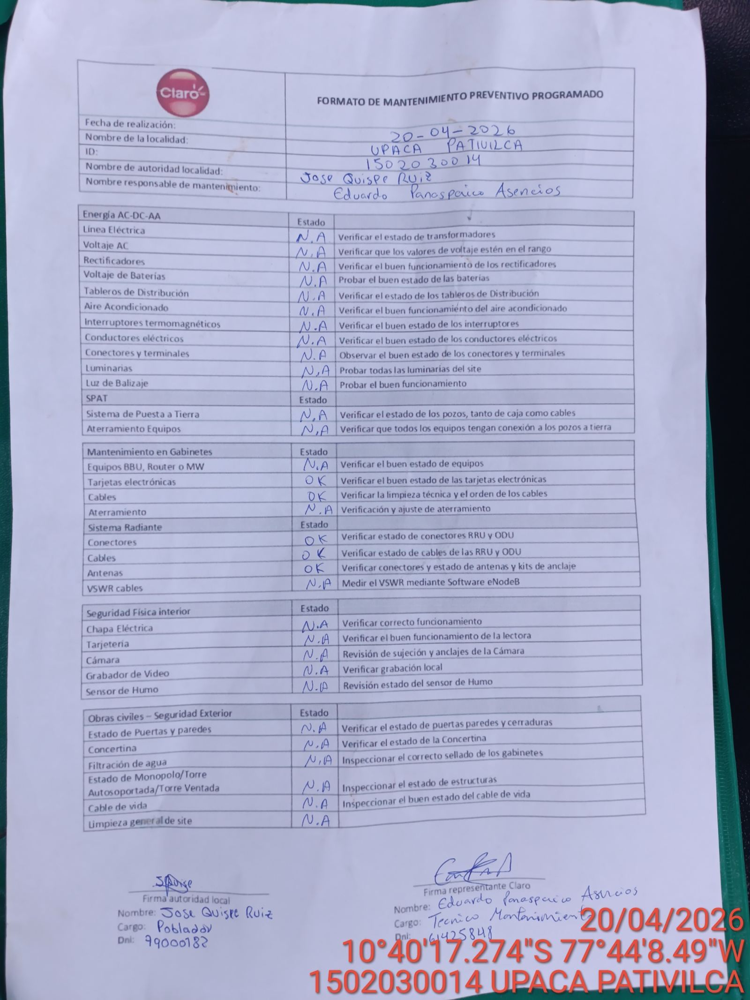 Claro
FORMATO DE MANTENIMIENTO PREVENTIVO PROGRAMADO
Fecha de realización: 20-04-2026
Nombre de la localidad: UPACA PATIVILCA
ID: 1502030014
Nombre de autoridad localidad: Jose Quispe Ruiz
Nombre responsable de mantenimiento: Eduardo Panaspaico Asencios
Energía AC-DC-AA Estado
Línea Eléctrica N.A Verificar el estado de transformadores
Voltaje AC N.A Verificar que los valores de voltaje estén en el rango
Rectificadores N.A Verificar el buen funcionamiento de los rectificadores
Voltaje de Baterías N.A Probar el buen estado de las baterías
Tableros de Distribución N.A Verificar el estado de los tableros de Distribución
Aire Acondicionado N.A Verificar el buen funcionamiento del aire acondicionado
Interruptores termomagnéticos N.A Verificar el buen estado de los interruptores
Conductores eléctricos N.A Verificar el buen estado de los conductores eléctricos
Conectores y terminales N.A Observar el buen estado de los conectores y terminales
Luminarias N.A Probar todas las luminarias del site
Luz de Balizaje N.A Probar el buen funcionamiento
SPAT Estado
Sistema de Puesta a Tierra N.A Verificar el estado de los pozos, tanto de caja como cables
Aterramiento Equipos N.A Verificar que todos los equipos tengan conexión a los pozos a tierra
Mantenimiento en Gabinetes Estado
Equipos BBU, Router o MW N.A Verificar el buen estado de equipos
Tarjetas electrónicas OK Verificar el buen estado de las tarjetas electrónicas
Cables OK Verificar la limpieza técnica y el orden de los cables
Aterramiento N.A Verificación y ajuste de aterramiento
Sistema Radiante Estado
Conectores OK Verificar estado de conectores RRU y ODU
Cables OK Verificar estado de cables de las RRU y ODU
Antenas OK Verificar conectores y estado de antenas y kits de anclaje
VSWR cables N.A Medir el VSWR mediante Software eNodeB
Seguridad Física interior Estado
Chapa Eléctrica N.A Verificar correcto funcionamiento
Tarjetería N.A Verificar el buen funcionamiento de la lectora
Cámara N.A Revisión de sujeción y anclajes de la Cámara
Grabador de Video N.A Verificar grabación local
Sensor de Humo N.A Revisión estado del sensor de Humo
Obras civiles – Seguridad Exterior Estado
Estado de Puertas y paredes N.A Verificar el estado de puertas paredes y cerraduras
Concertina N.A Verificar el estado de la Concertina
Filtración de agua N.A Inspeccionar el correcto sellado de los gabinetes
Estado de Monopolo/Torre
Autosoportada/Torre Ventada N.A Inspeccionar el estado de estructuras
Cable de vida N.A Inspeccionar el buen estado del cable de vida
Limpieza general de site N.A
Firma autoridad local
Nombre: Jose Quispe Ruiz
Cargo: Poblador
Dni: 79000182
Firma representante Claro
Nombre: Eduardo Panaspaico Asencios
Cargo: Tecnico Mantenimiento
Dni: 61425848
20/04/2026
10°40'17.274"S 77°44'8.49"W
1502030014 UPACA PATIVILCA